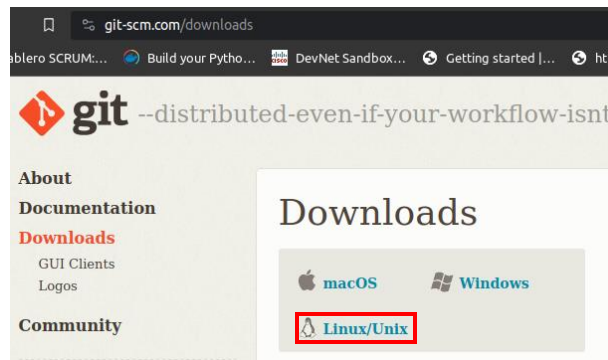 git-scm.com/downloads
ablero SCRUM:... Build your Pytho... DevNet Sandbox... Getting started |... ht
git --distributed-even-if-your-workflow-isnt
About
Documentation
Downloads
GUI Clients
Logos
Community
Downloads
macOS Windows
Linux/Unix